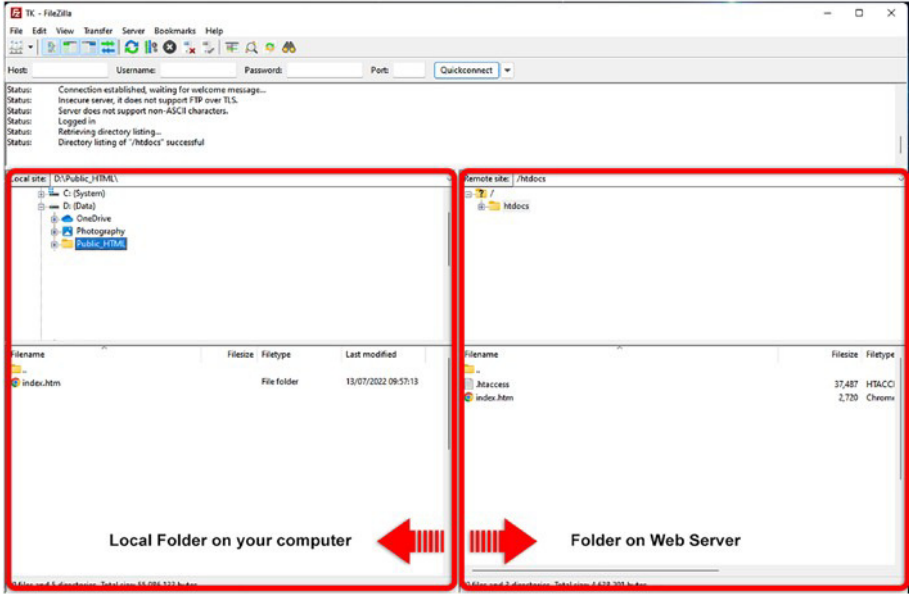 TK - FileZilla
File Edit View Transfer Server Bookmarks Help
Host: Username: Password: Port: Quickconnect
Status: Connection established, waiting for welcome message...
Status: Insecure server, it does not support FTP over TLS.
Status: Server does not support non-ASCII characters.
Status: Logged in
Status: Retrieving directory listing...
Status: Directory listing of "/htdocs" successful
Local site: D:\Public_HTML\
C: (System)
D: (Data)
OneDrive
Photography
Public_HTML
Filename Filesize Filetype Last modified
..
index.htm File folder 13/07/2022 09:57:13
Local Folder on your computer
Remote site: /htdocs
/
htdocs
Filename Filesize Filetype
..
.htaccess 37,487 HTACC
index.htm 2,720 Chrome
Folder on Web Server